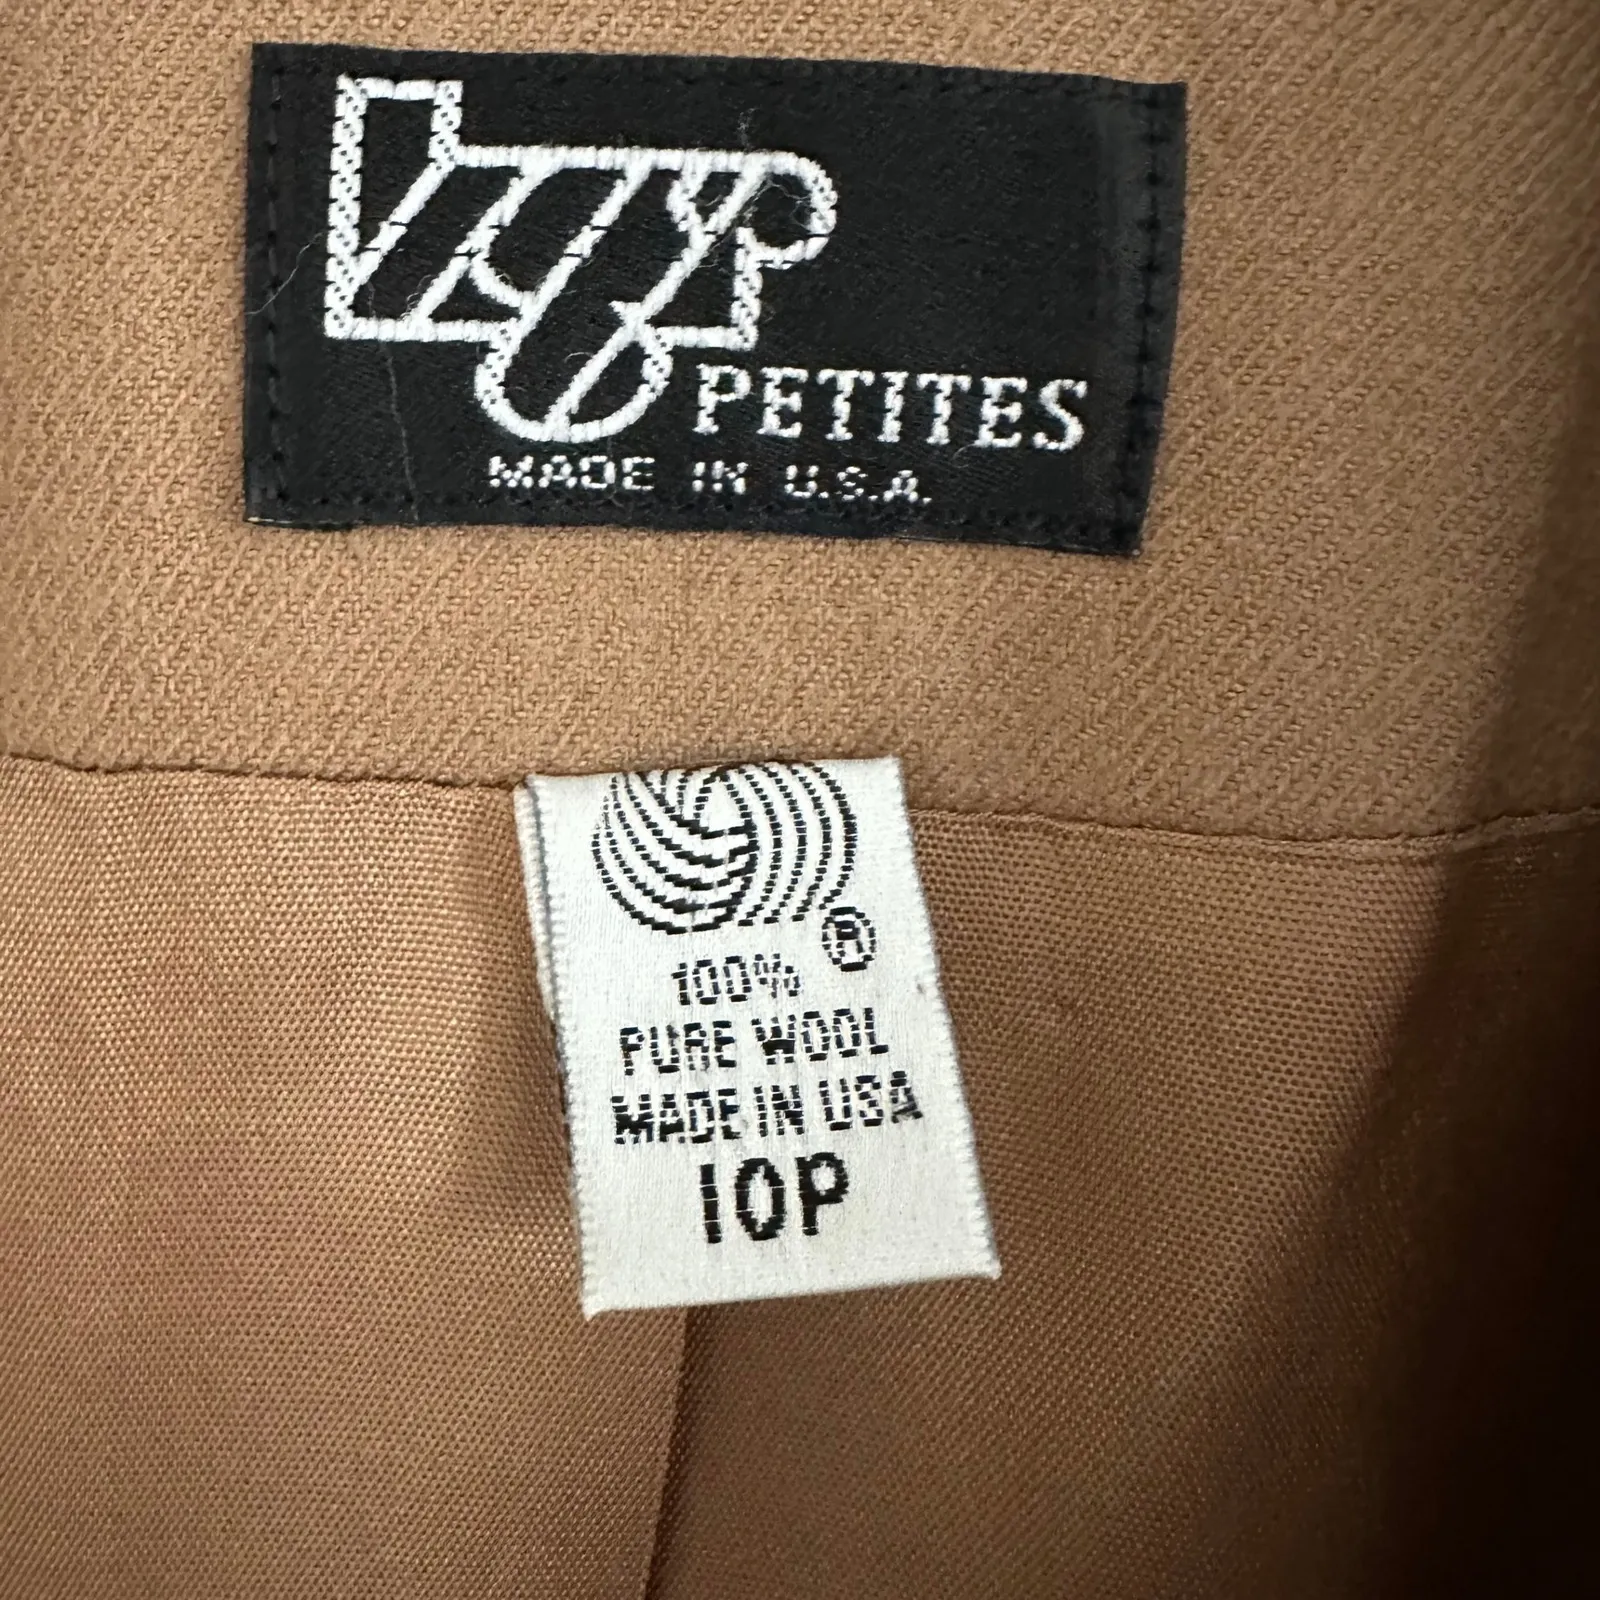 PETITES
MADE IN U.S.A.
®
100%
PURE WOOL
MADE IN USA
10P